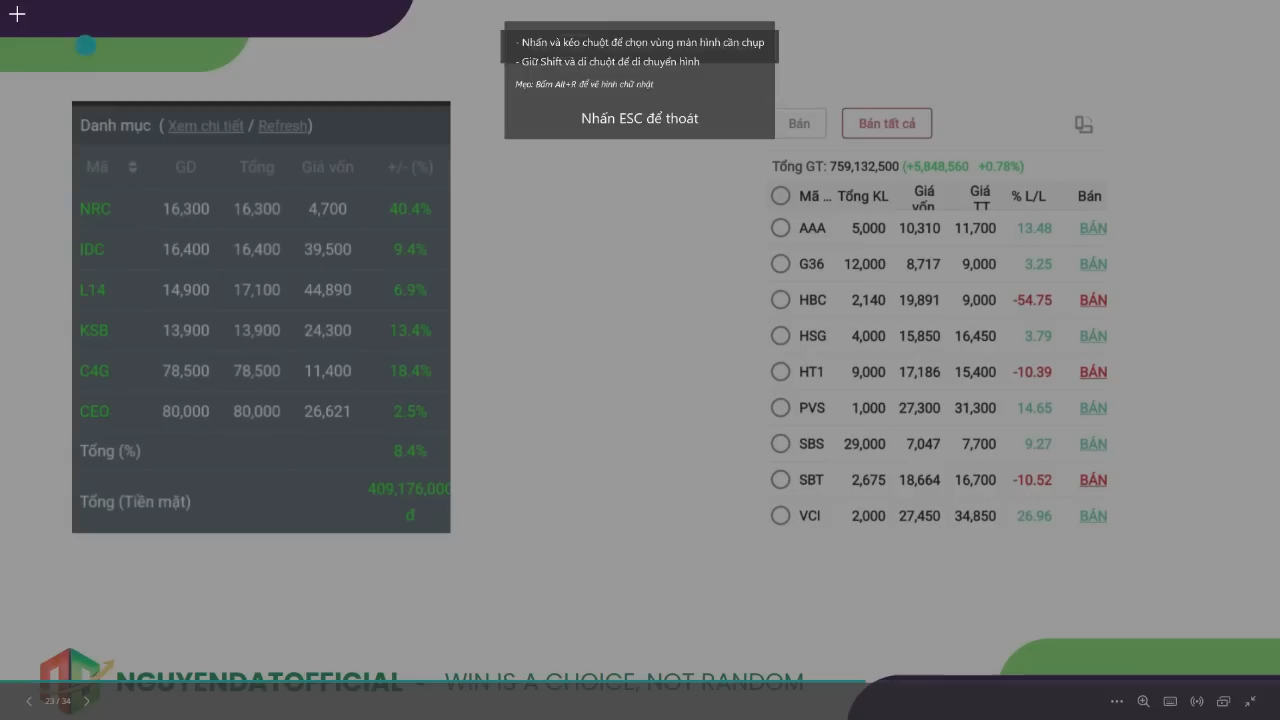 - Nhấn và kéo chuột để chọn vùng màn hình cần chụp
- Giữ Shift và di chuột để di chuyển hình
Mẹo: Bấm Alt+R để vẽ hình chữ nhật
Nhấn ESC để thoát
Danh mục ( Xem chi tiết / Refresh)
Mã GD Tổng Giá vốn +/- (%)
NRC 16,300 16,300 4,700 40.4%
IDC 16,400 16,400 39,500 9.4%
L14 14,900 17,100 44,890 6.9%
KSB 13,900 13,900 24,300 13.4%
C4G 78,500 78,500 11,400 18.4%
CEO 80,000 80,000 26,621 2.5%
Tổng (%) 8.4%
Tổng (Tiền mặt) 409,176,000 đ
Bán Bán tất cả
Tổng GT: 759,132,500 (+5,848,560 +0.78%)
Mã ... Tổng KL Giá vốn Giá TT % L/L Bán
AAA 5,000 10,310 11,700 13.48 BÁN
G36 12,000 8,717 9,000 3.25 BÁN
HBC 2,140 19,891 9,000 -54.75 BÁN
HSG 4,000 15,850 16,450 3.79 BÁN
HT1 9,000 17,186 15,400 -10.39 BÁN
PVS 1,000 27,300 31,300 14.65 BÁN
SBS 29,000 7,047 7,700 9.27 BÁN
SBT 2,675 18,664 16,700 -10.52 BÁN
VCI 2,000 27,450 34,850 26.96 BÁN
NGUYENDATOFFICIAL - WIN IS A CHOICE, NOT RANDOM
23 / 34